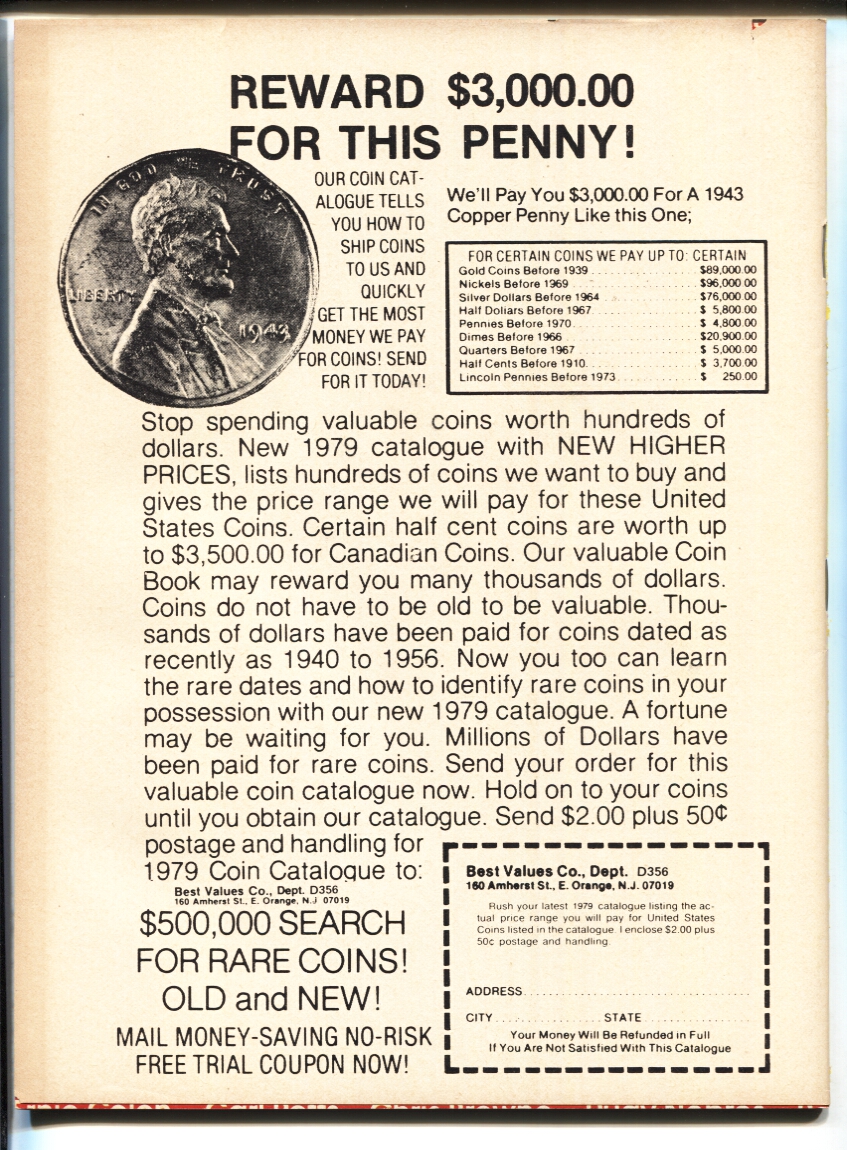 REWARD $3,000.00
FOR THIS PENNY!
IN GOD WE TRUST
LIBERTY
1943
OUR COIN CAT-
ALOGUE TELLS
YOU HOW TO
SHIP COINS
TO US AND
QUICKLY
GET THE MOST
MONEY WE PAY
FOR COINS! SEND
FOR IT TODAY!
We'll Pay You $3,000.00 For A 1943
Copper Penny Like this One;
FOR CERTAIN COINS WE PAY UP TO: CERTAIN
Gold Coins Before 1939 $89,000.00
Nickels Before 1969 $96,000.00
Silver Dollars Before 1964 $76,000.00
Half Dollars Before 1967 $ 5,800.00
Pennies Before 1970 $ 4,800.00
Dimes Before 1966 $20,900.00
Quarters Before 1967 $ 5,000.00
Half Cents Before 1910 $ 3,700.00
Lincoln Pennies Before 1973 $ 250.00
Stop spending valuable coins worth hundreds of
dollars. New 1979 catalogue with NEW HIGHER
PRICES, lists hundreds of coins we want to buy and
gives the price range we will pay for these United
States Coins. Certain half cent coins are worth up
to $3,500.00 for Canadian Coins. Our valuable Coin
Book may reward you many thousands of dollars.
Coins do not have to be old to be valuable. Thou-
sands of dollars have been paid for coins dated as
recently as 1940 to 1956. Now you too can learn
the rare dates and how to identify rare coins in your
possession with our new 1979 catalogue. A fortune
may be waiting for you. Millions of Dollars have
been paid for rare coins. Send your order for this
valuable coin catalogue now. Hold on to your coins
until you obtain our catalogue. Send $2.00 plus 50¢
postage and handling for
1979 Coin Catalogue to:
Best Values Co., Dept. D356
160 Amherst St., E. Orange, N.J. 07019
$500,000 SEARCH
FOR RARE COINS!
OLD and NEW!
MAIL MONEY-SAVING NO-RISK
FREE TRIAL COUPON NOW!
Best Values Co., Dept. D356
160 Amherst St., E. Orange, N.J. 07019
Rush your latest 1979 catalogue listing the ac-
tual price range you will pay for United States
Coins listed in the catalogue. I enclose $2.00 plus
50¢ postage and handling.
ADDRESS
CITY STATE
Your Money Will Be Refunded in Full
If You Are Not Satisfied With This Catalogue